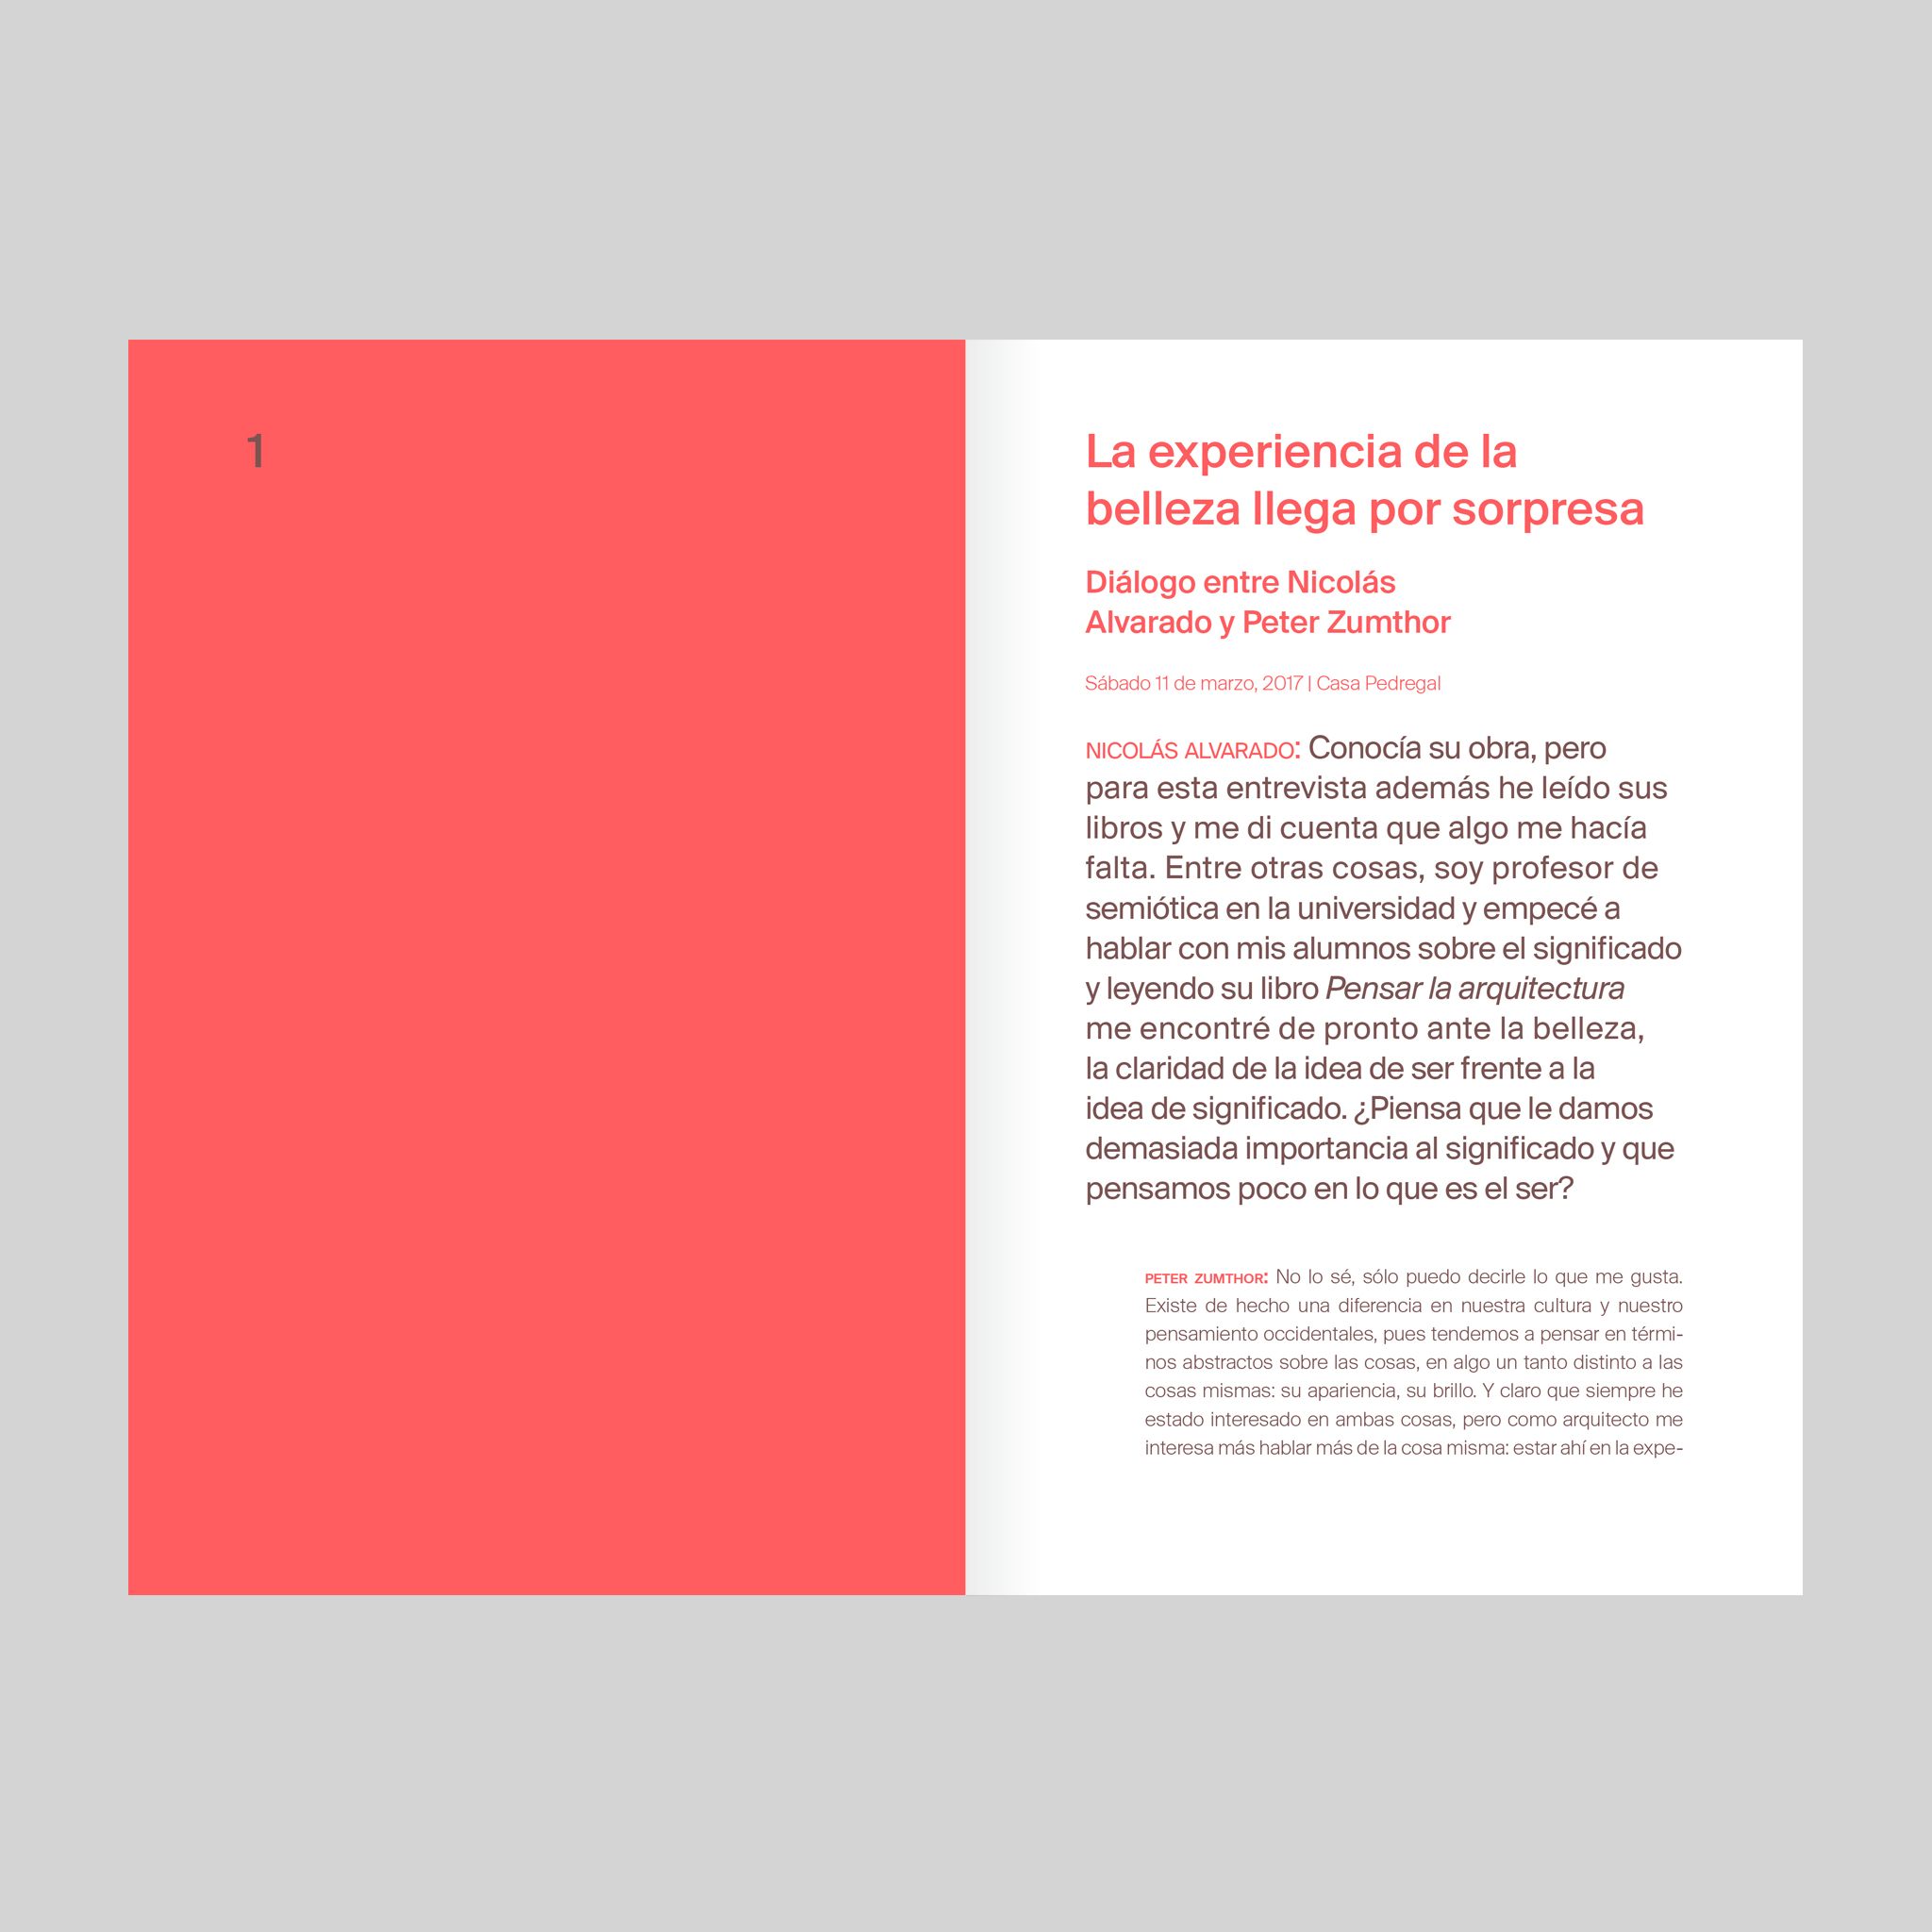 1
La experiencia de la
belleza llega por sorpresa
Diálogo entre Nicolás
Alvarado y Peter Zumthor
Sábado 11 de marzo, 2017 | Casa Pedregal
NICOLÁS ALVARADO: Conocía su obra, pero
para esta entrevista además he leído sus
libros y me di cuenta que algo me hacía
falta. Entre otras cosas, soy profesor de
semiótica en la universidad y empecé a
hablar con mis alumnos sobre el significado
y leyendo su libro Pensar la arquitectura
me encontré de pronto ante la belleza,
la claridad de la idea de ser frente a la
idea de significado. ¿Piensa que le damos
demasiada importancia al significado y que
pensamos poco en lo que es el ser?
PETER ZUMTHOR: No lo sé, sólo puedo decirle lo que me gusta.
Existe de hecho una diferencia en nuestra cultura y nuestro
pensamiento occidentales, pues tendemos a pensar en térmi-
nos abstractos sobre las cosas, en algo un tanto distinto a las
cosas mismas: su apariencia, su brillo. Y claro que siempre he
estado interesado en ambas cosas, pero como arquitecto me
interesa más hablar más de la cosa misma: estar ahí en la expe-